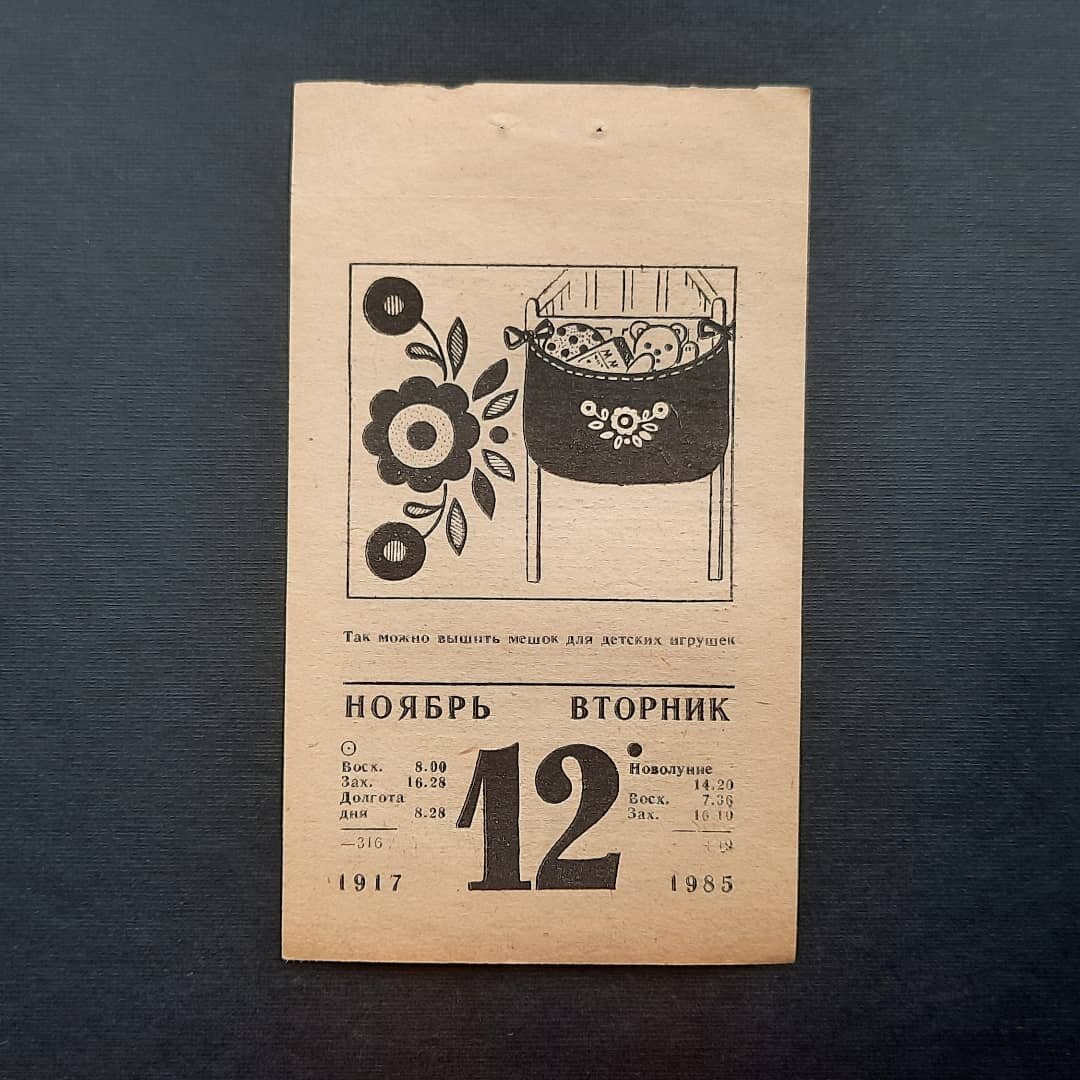 Так можно вышить мешок для детских игрушек
НОЯБРЬ ВТОРНИК
Восх. 8.00
Зах. 16.28
Долгота
дня 8.28
—316
12
Новолуние
14.20
Восх. 7.36
Зах. 16 10
1917
1985